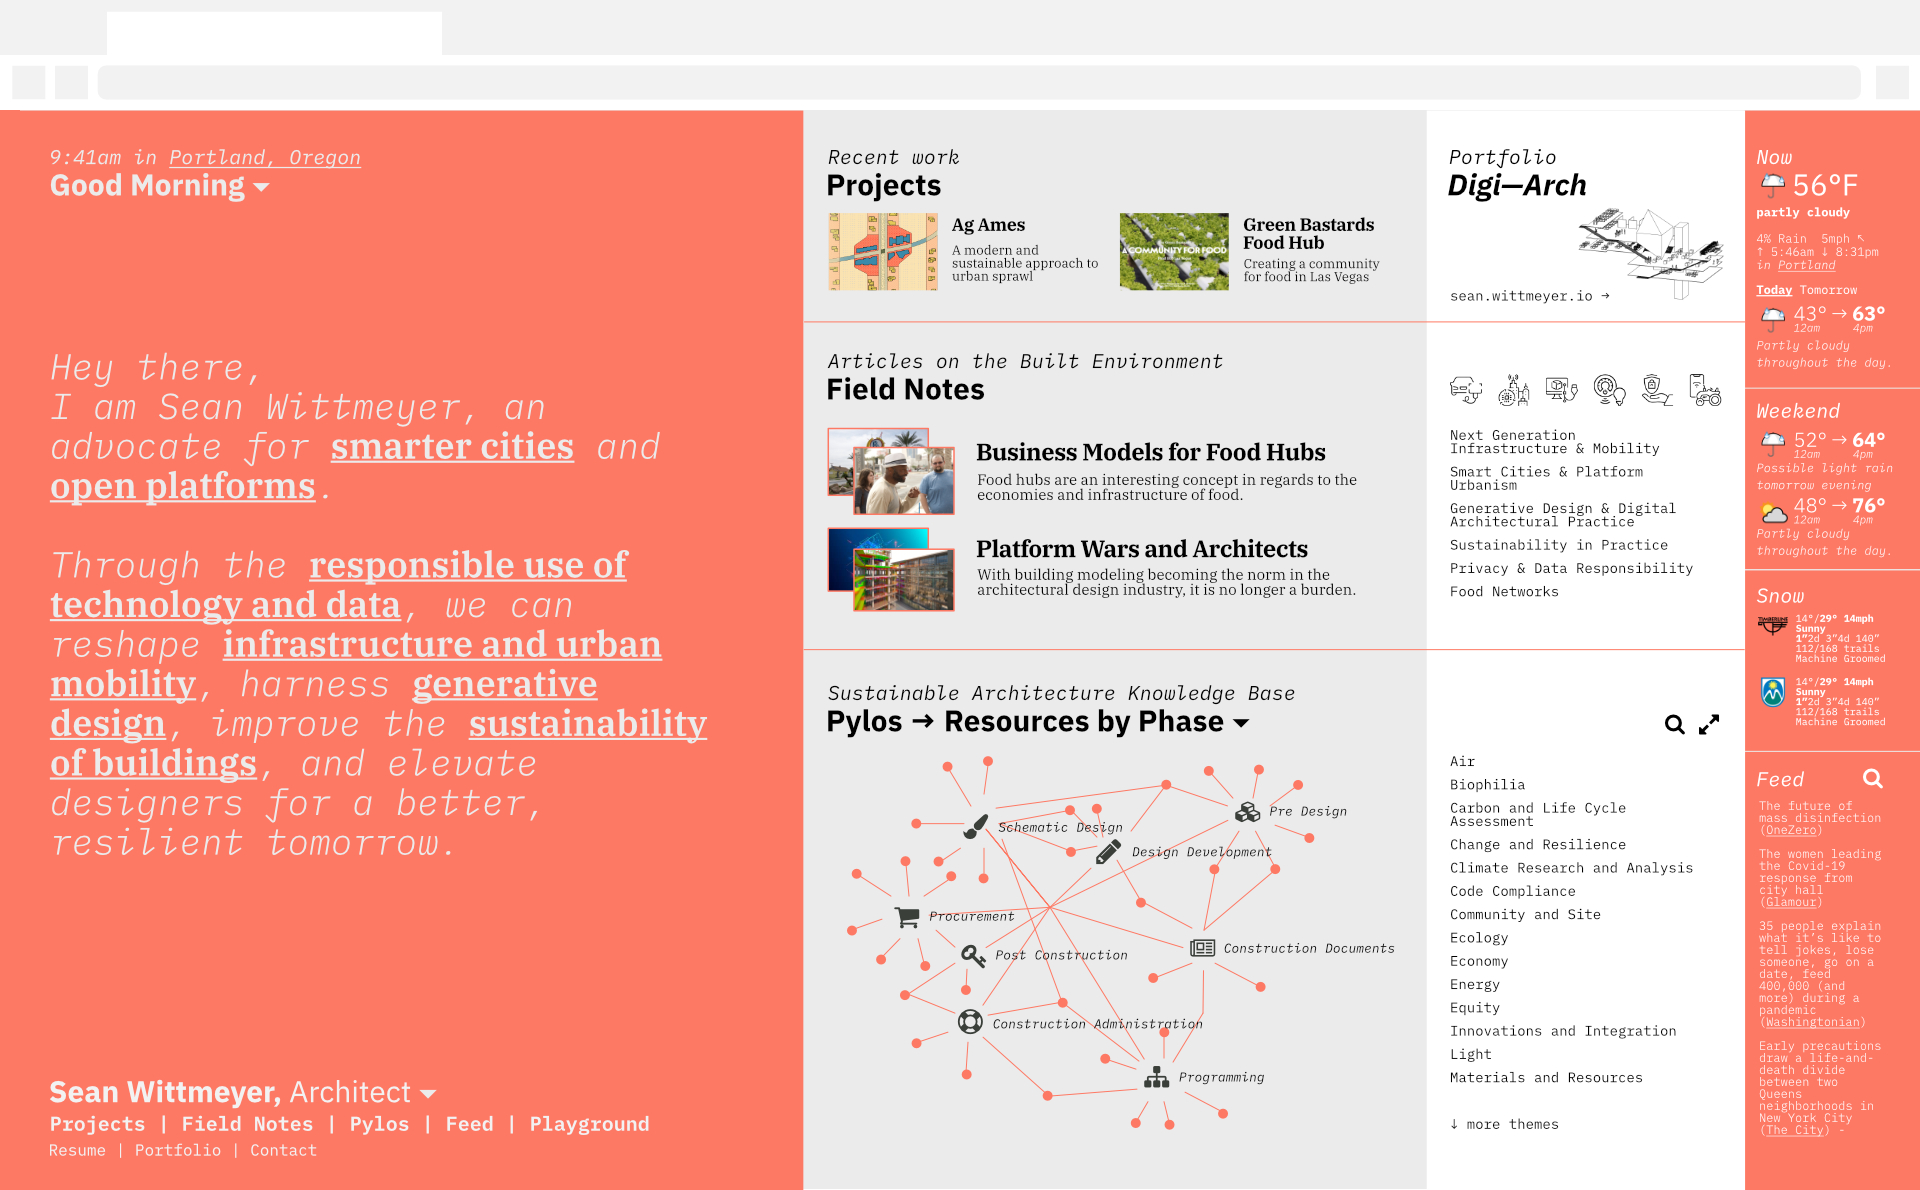 9:41am in Portland, Oregon
Good Morning
Hey there,
I am Sean Wittmeyer, an
advocate for smarter cities and
open platforms.
Through the responsible use of
technology and data, we can
reshape infrastructure and urban
mobility, harness generative
design, improve the sustainability
of buildings, and elevate
designers for a better,
resilient tomorrow.
Sean Wittmeyer, Architect
Projects | Field Notes | Pylos | Feed | Playground
Resume | Portfolio | Contact
Recent work
Projects
Ag Ames
A modern and
sustainable approach to
urban sprawl
A COMMUNITY FOR FOOD
Green Bastards
Food Hub
Creating a community
for food in Las Vegas
Portfolio
Digi—Arch
sean.wittmeyer.io →
Articles on the Built Environment
Field Notes
Business Models for Food Hubs
Food hubs are an interesting concept in regards to the
economies and infrastructure of food.
Platform Wars and Architects
With building modeling becoming the norm in the
architectural design industry, it is no longer a burden.
Next Generation
Infrastructure & Mobility
Smart Cities & Platform
Urbanism
Generative Design & Digital
Architectural Practice
Sustainability in Practice
Privacy & Data Responsibility
Food Networks
Sustainable Architecture Knowledge Base
Pylos → Resources by Phase
Pre Design
Schematic Design
Design Development
Procurement
Construction Documents
Post Construction
Construction Administration
Programming
Air
Biophilia
Carbon and Life Cycle
Assessment
Change and Resilience
Climate Research and Analysis
Code Compliance
Community and Site
Ecology
Economy
Energy
Equity
Innovations and Integration
Light
Materials and Resources
↓ more themes
Now
56°F
partly cloudy
4% Rain 5mph ↖
↑ 5:46am ↓ 8:31pm
in Portland
Today Tomorrow
43° → 63°
12am 4pm
Partly cloudy
throughout the day.
Weekend
52° → 64°
12am 4pm
Possible light rain
tomorrow evening
48° → 76°
12am 4pm
Partly cloudy
throughout the day.
Snow
TIMBERLINE
14°/29° 14mph
Sunny
1"2d 3"4d 140"
112/168 trails
Machine Groomed
14°/29° 14mph
Sunny
1"2d 3"4d 140"
112/168 trails
Machine Groomed
Feed
The future of
mass disinfection
(OneZero)
The women leading
the Covid-19
response from
city hall
(Glamour)
35 people explain
what it's like to
tell jokes, lose
someone, go on a
date, feed
400,000 (and
more) during a
pandemic
(Washingtonian)
Early precautions
draw a life-and-
death divide
between two
Queens
neighborhoods in
New York City
(The City) -